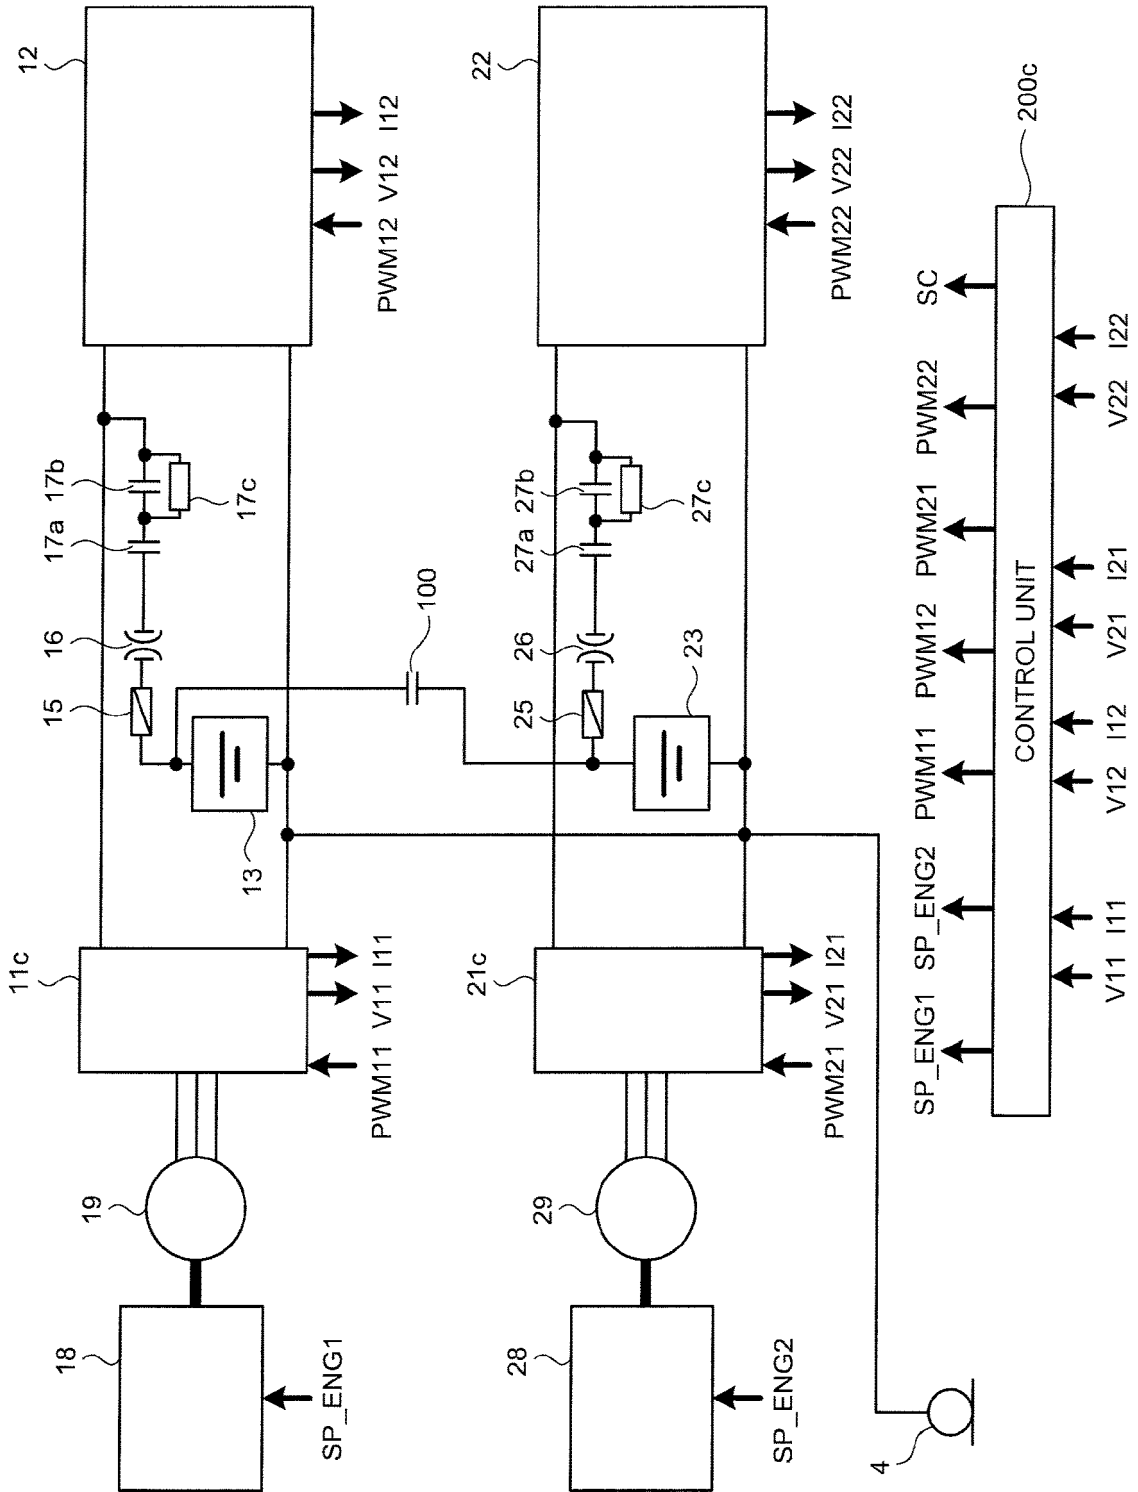 18
SP_ENG1
19
11c
PWM11
V11
I11
13
15
16
17a
17b
17c
12
PWM12
V12
I12
100
28
SP_ENG2
29
21c
PWM21
V21
I21
23
25
26
27a
27b
27c
22
PWM22
V22
I22
4
SP_ENG1
SP_ENG2
PWM11
PWM12
PWM21
PWM22
SC
CONTROL UNIT
200c
V11
I11
V12
I12
V21
I21
V22
I22